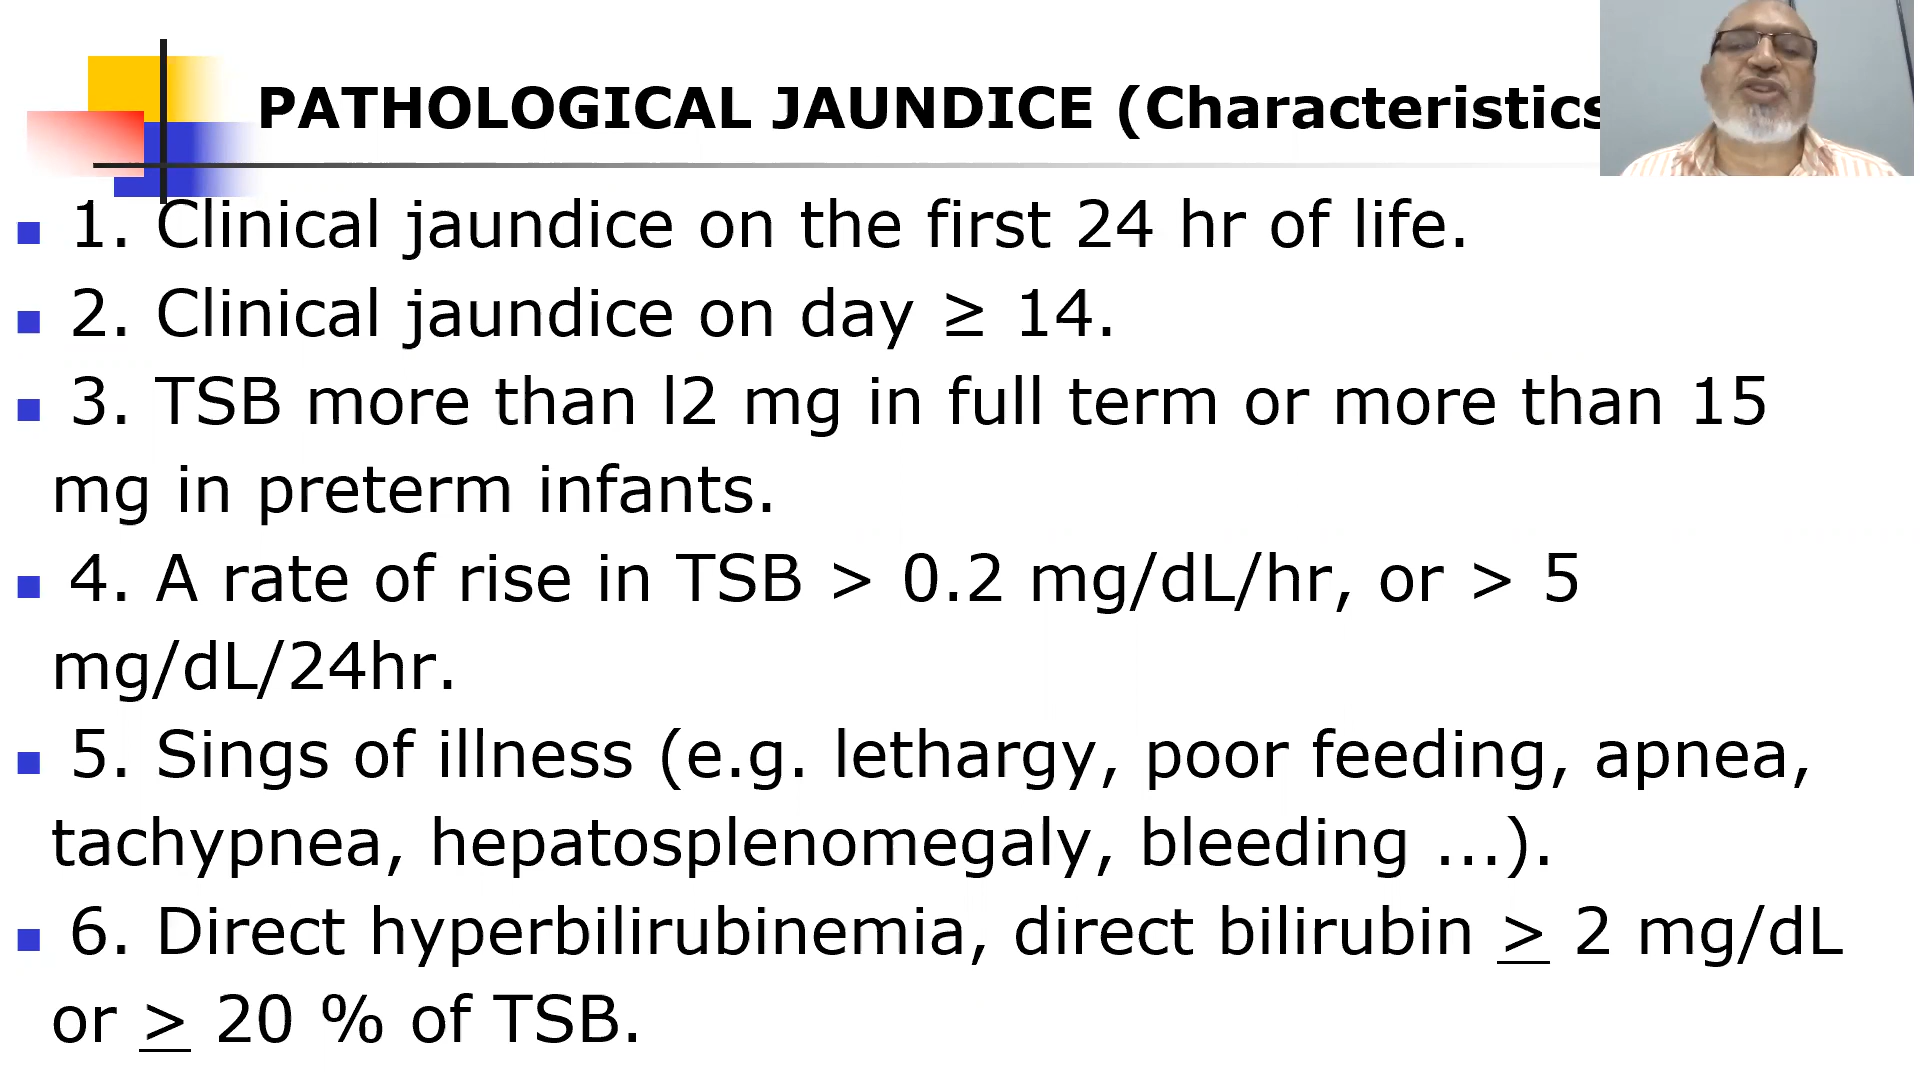 PATHOLOGICAL JAUNDICE (Characteristics
1. Clinical jaundice on the first 24 hr of life.
2. Clinical jaundice on day ≥ 14.
3. TSB more than l2 mg in full term or more than 15
mg in preterm infants.
4. A rate of rise in TSB > 0.2 mg/dL/hr, or > 5
mg/dL/24hr.
5. Sings of illness (e.g. lethargy, poor feeding, apnea,
tachypnea, hepatosplenomegaly, bleeding ...).
6. Direct hyperbilirubinemia, direct bilirubin > 2 mg/dL
or > 20 % of TSB.